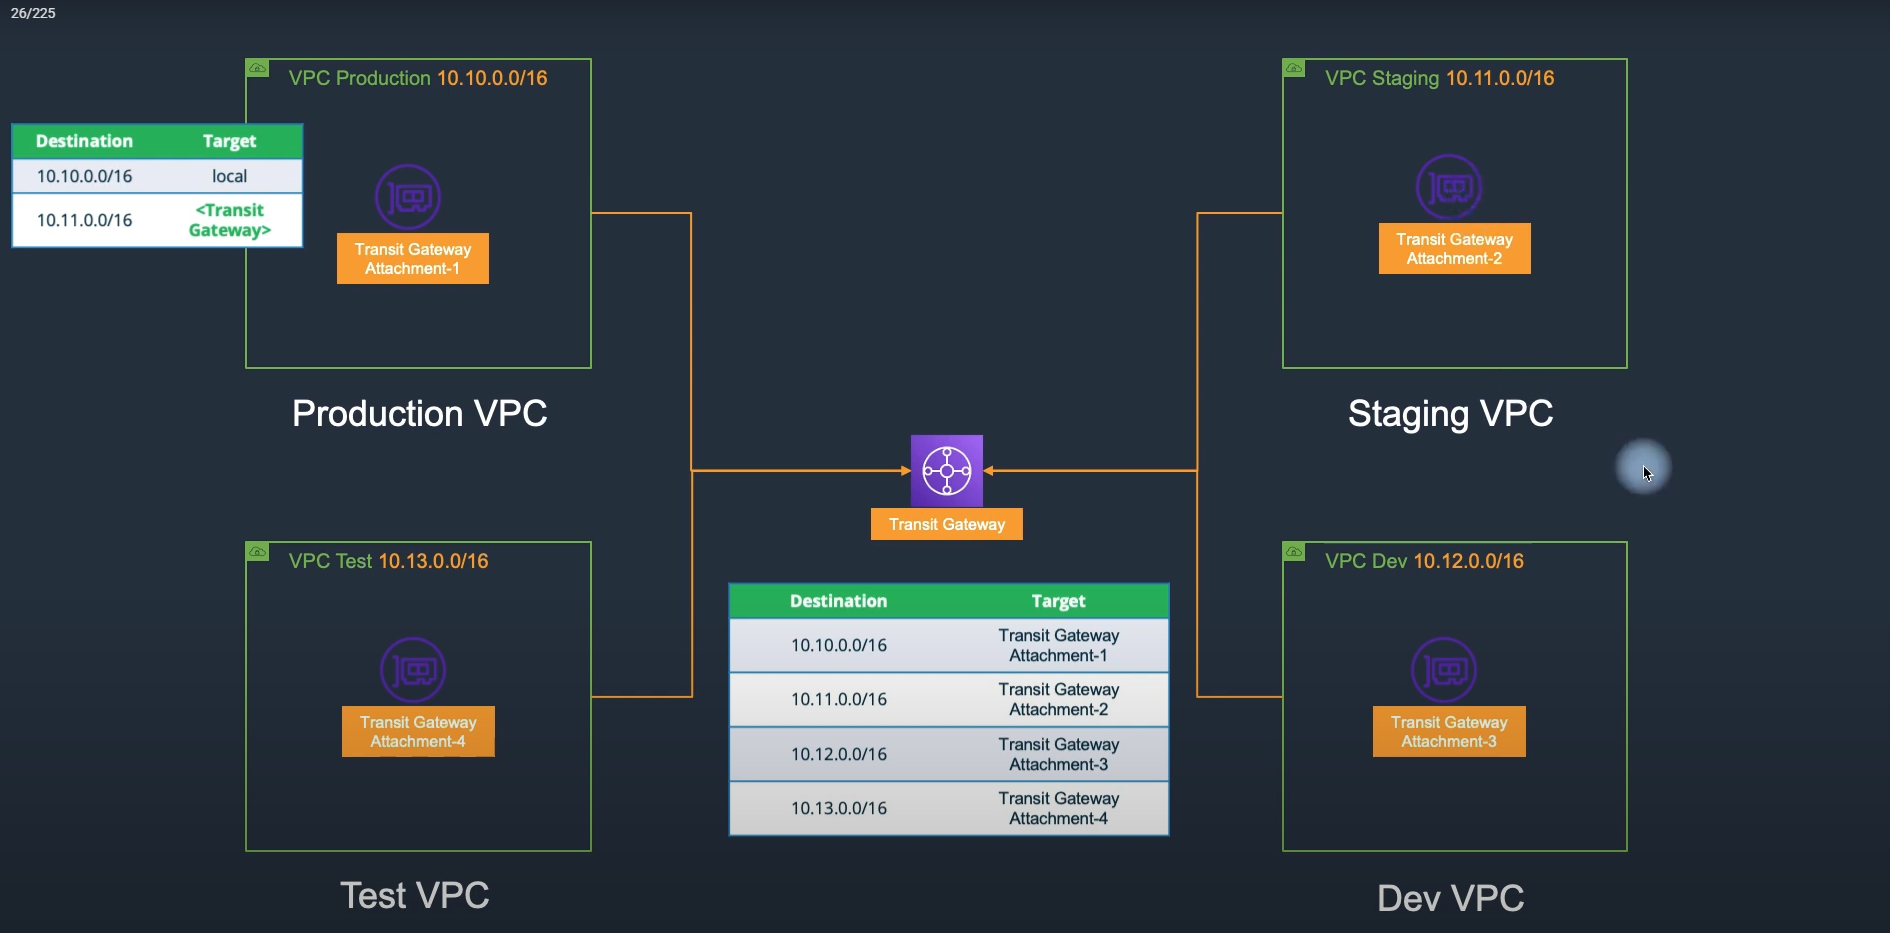 26/225
VPC Production 10.10.0.0/16
Destination Target
10.10.0.0/16 local
10.11.0.0/16 <Transit
Gateway>
Transit Gateway
Attachment-1
Production VPC
VPC Staging 10.11.0.0/16
Transit Gateway
Attachment-2
Staging VPC
Transit Gateway
VPC Test 10.13.0.0/16
Transit Gateway
Attachment-4
Test VPC
Destination Target
10.10.0.0/16 Transit Gateway
Attachment-1
10.11.0.0/16 Transit Gateway
Attachment-2
10.12.0.0/16 Transit Gateway
Attachment-3
10.13.0.0/16 Transit Gateway
Attachment-4
VPC Dev 10.12.0.0/16
Transit Gateway
Attachment-3
Dev VPC